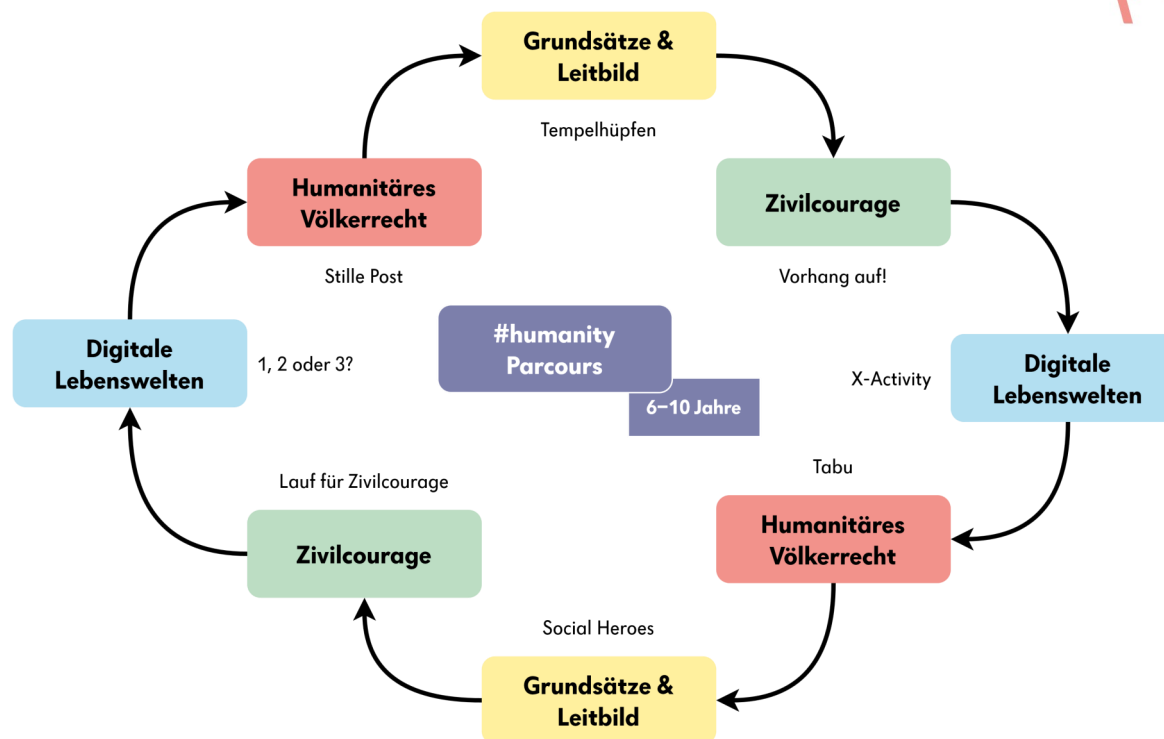 Grundsätze &
Leitbild
Tempelhüpfen
Humanitäres
Völkerrecht
Stille Post
Zivilcourage
Vorhang auf!
#humanity
Parcours
6–10 Jahre
Digitale
Lebenswelten
1, 2 oder 3?
X-Activity
Digitale
Lebenswelten
Tabu
Humanitäres
Völkerrecht
Lauf für Zivilcourage
Zivilcourage
Social Heroes
Grundsätze &
Leitbild